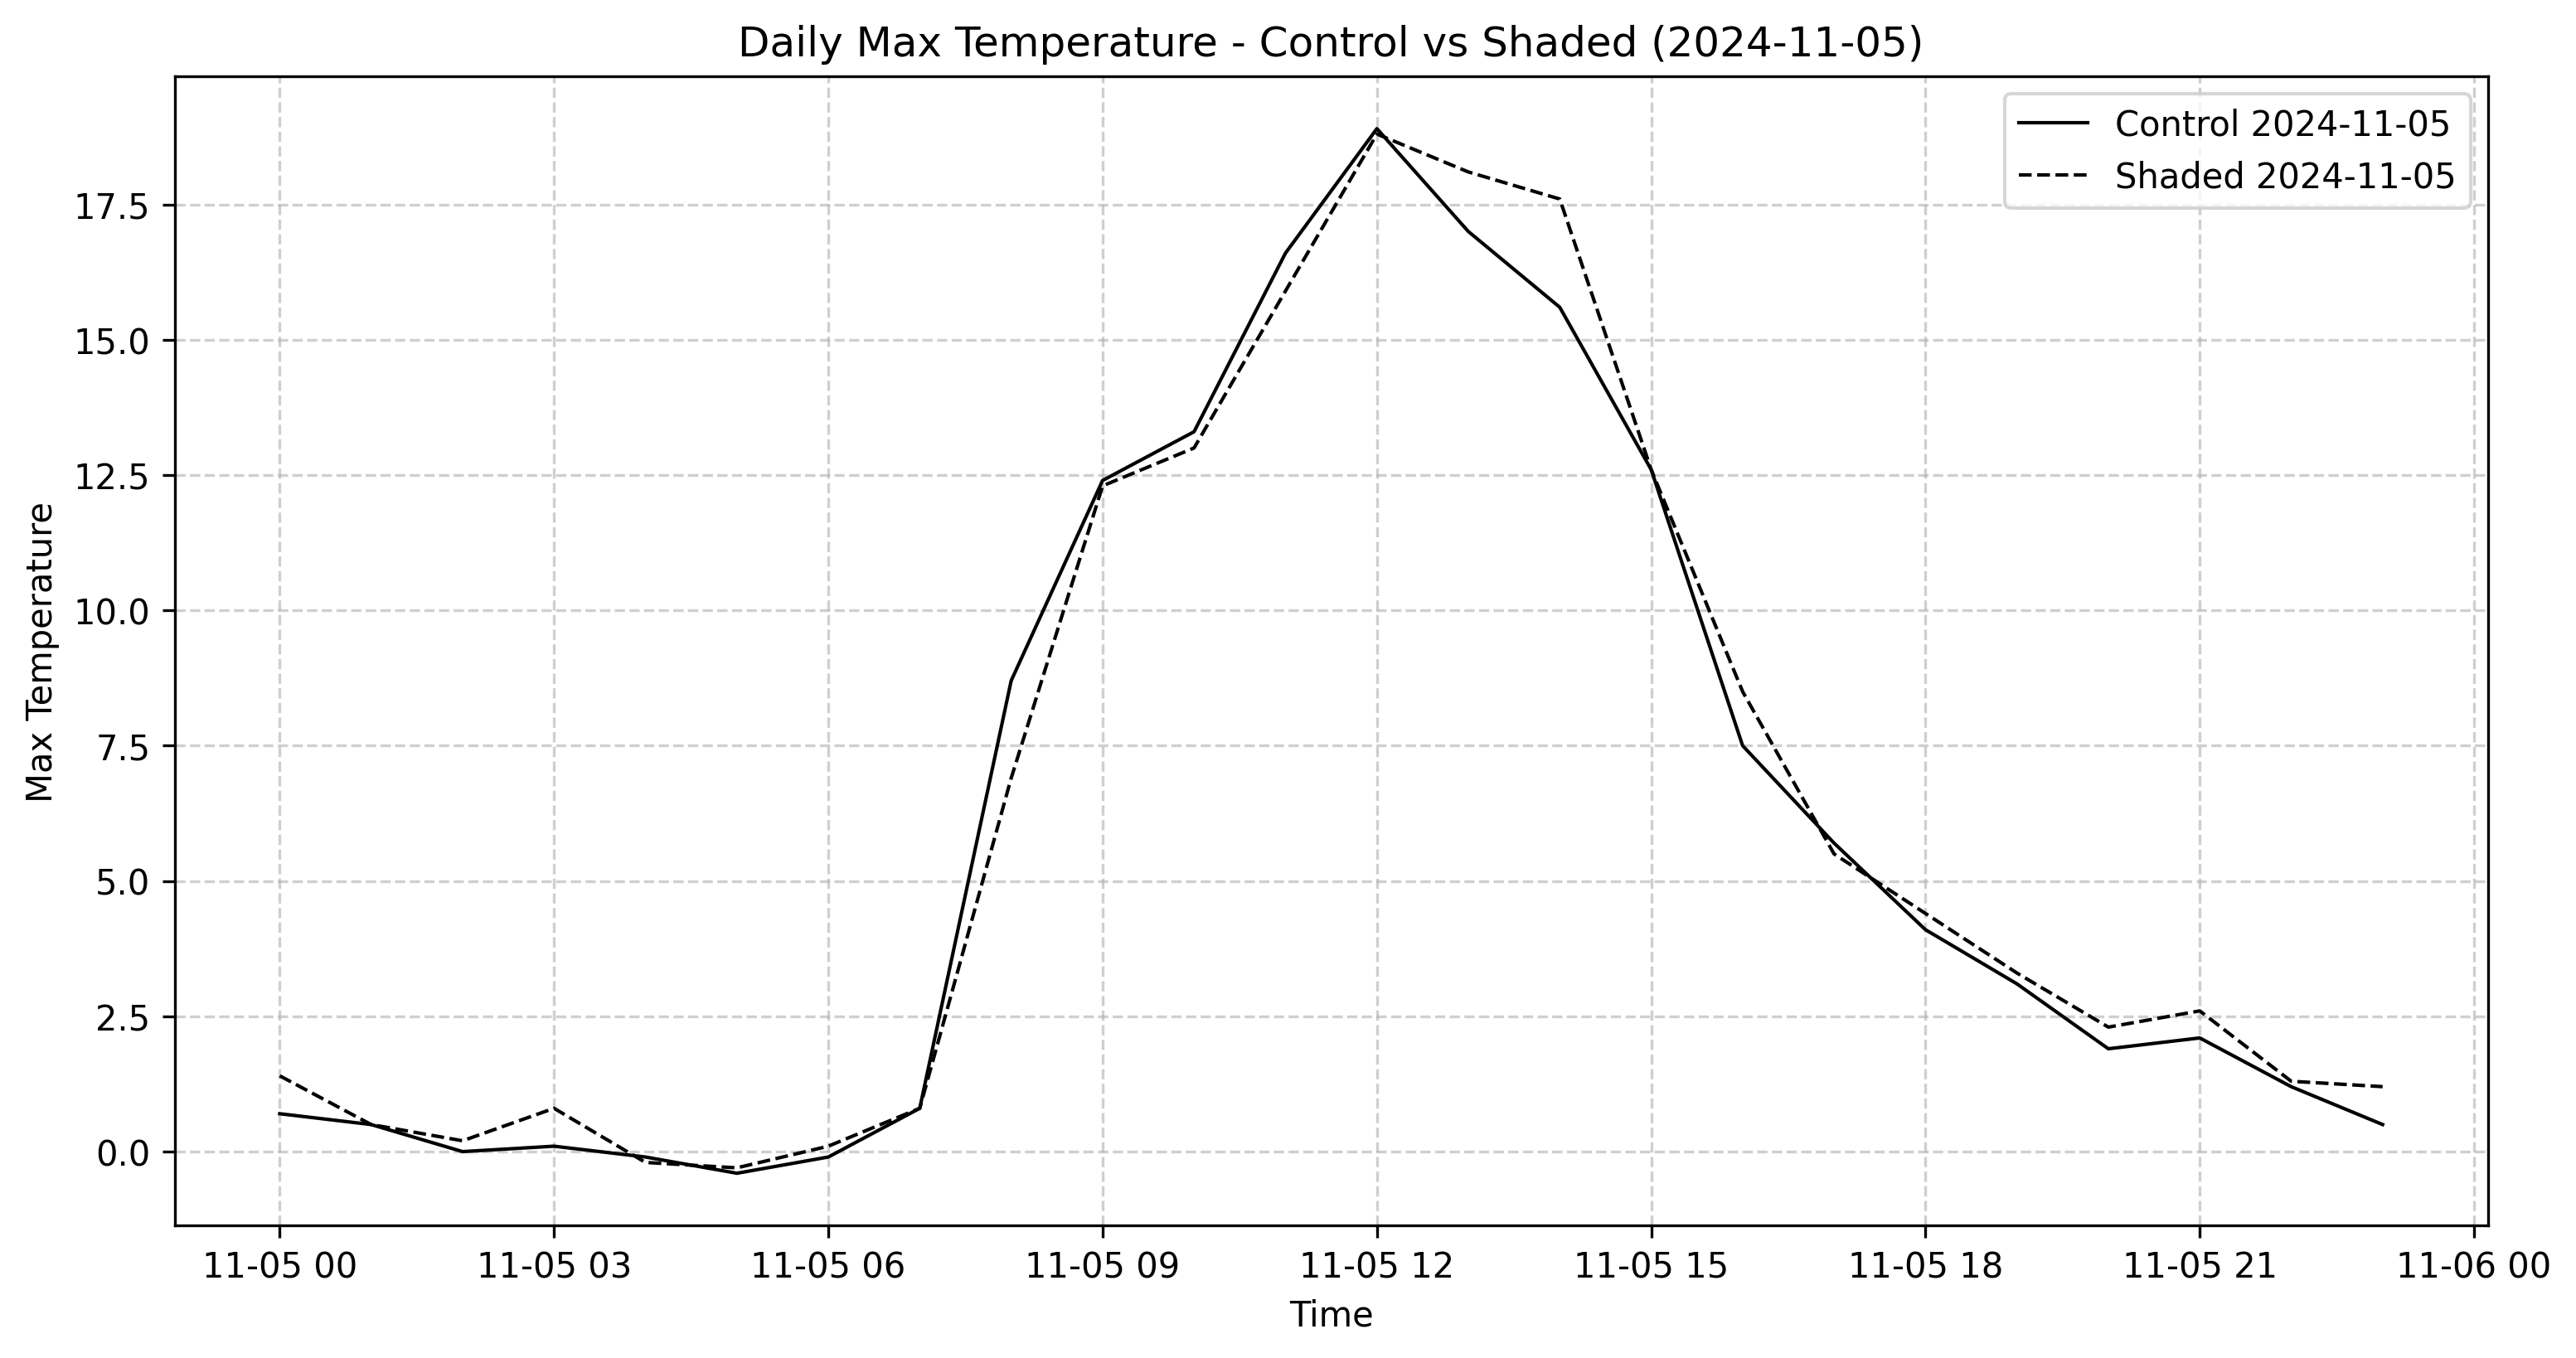 Daily Max Temperature - Control vs Shaded (2024-11-05)
Control 2024-11-05
Shaded 2024-11-05
17.5
15.0
12.5
10.0
7.5
5.0
2.5
0.0
Max Temperature
11-05 00 11-05 03 11-05 06 11-05 09 11-05 12 11-05 15 11-05 18 11-05 21 11-06 00
Time